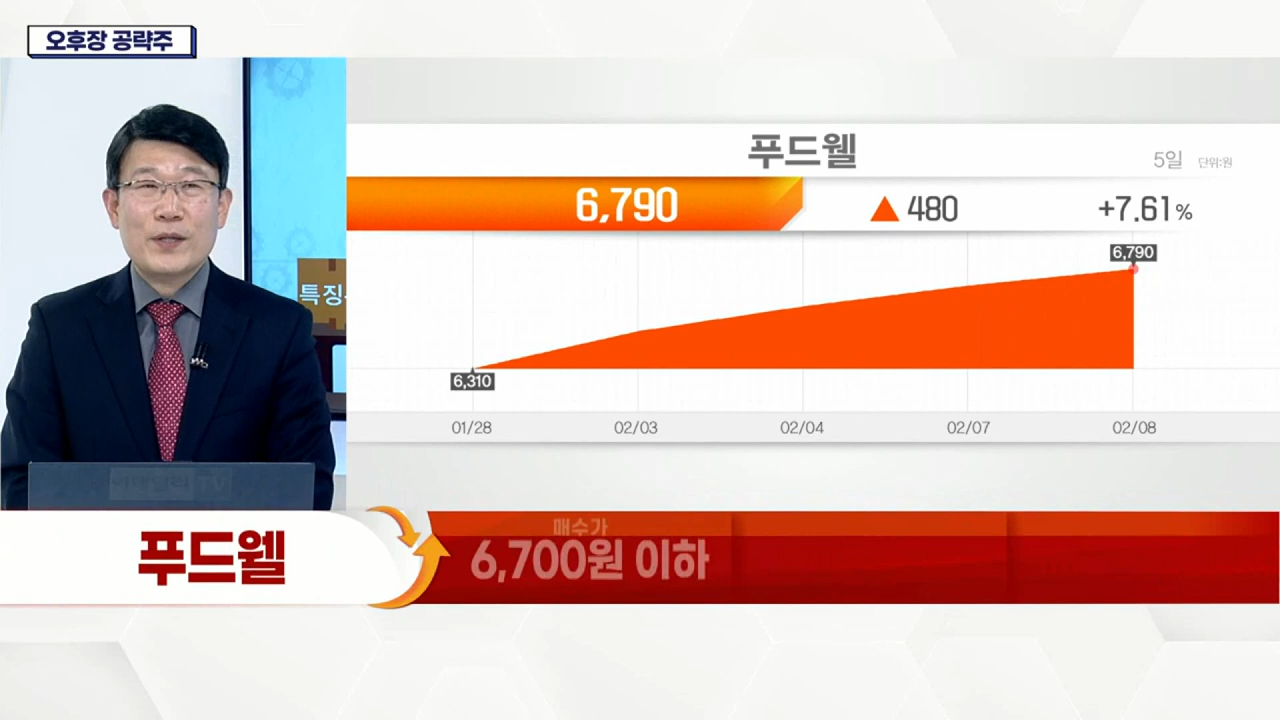 오후장 공략주
푸드웰
5일 단위:원
6,790 ▲ 480 +7.61%
6,790
6,310
01/28 02/03 02/04 02/07 02/08
특징
푸드웰
매수가
6,700원 이하